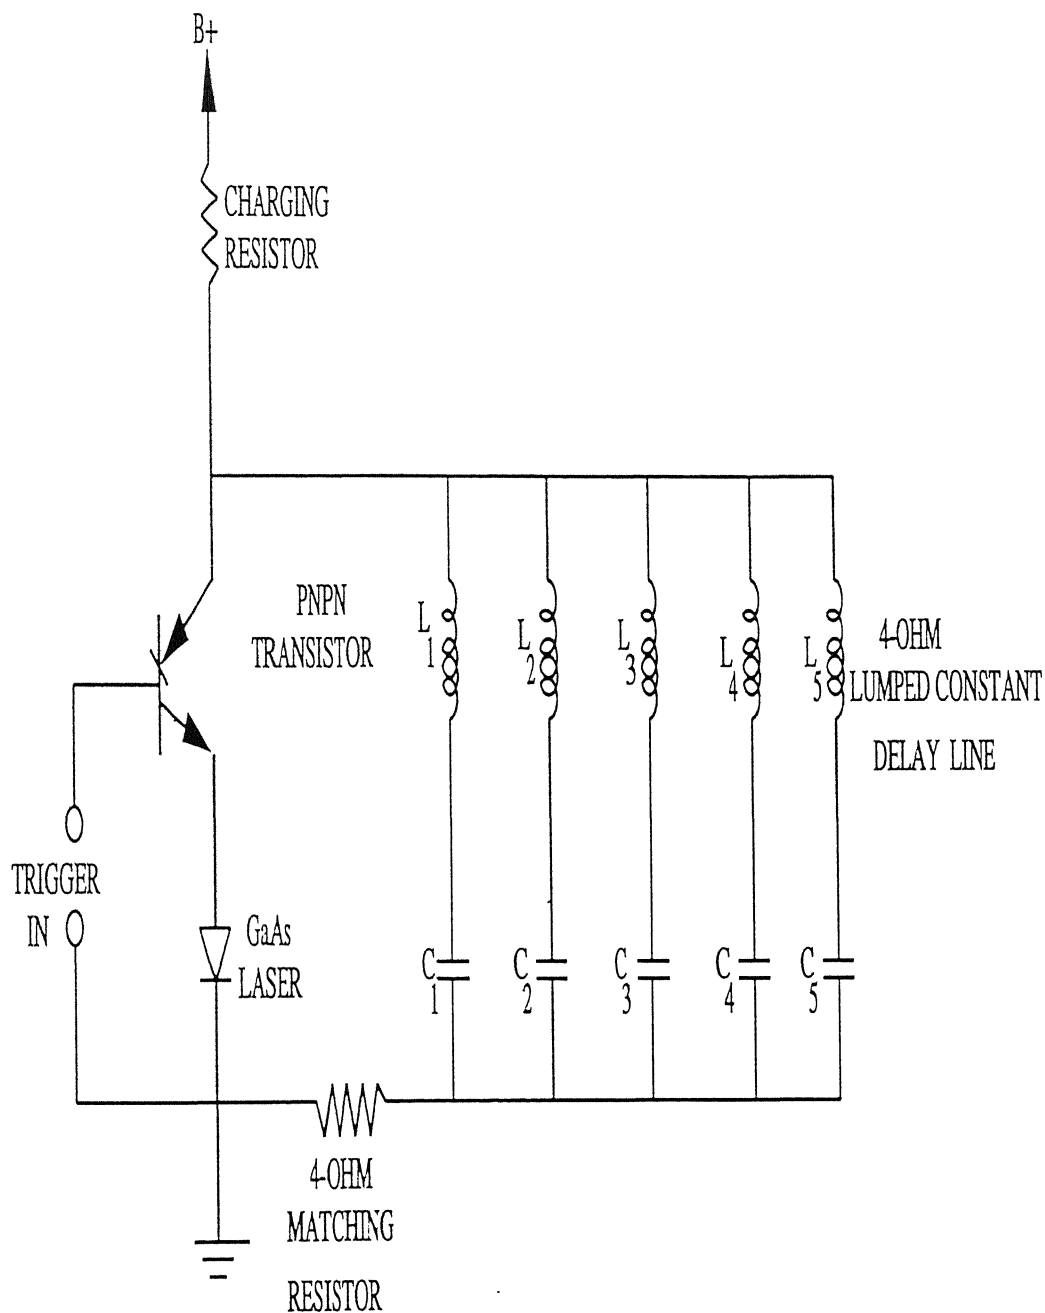 B+
CHARGING
RESISTOR
PNPN
TRANSISTOR
L
1
L
2
L
3
L
4
L
5
4-OHM
LUMPED CONSTANT
DELAY LINE
TRIGGER
IN
GaAs
LASER
C
1
C
2
C
3
C
4
C
5
4-OHM
MATCHING
RESISTOR